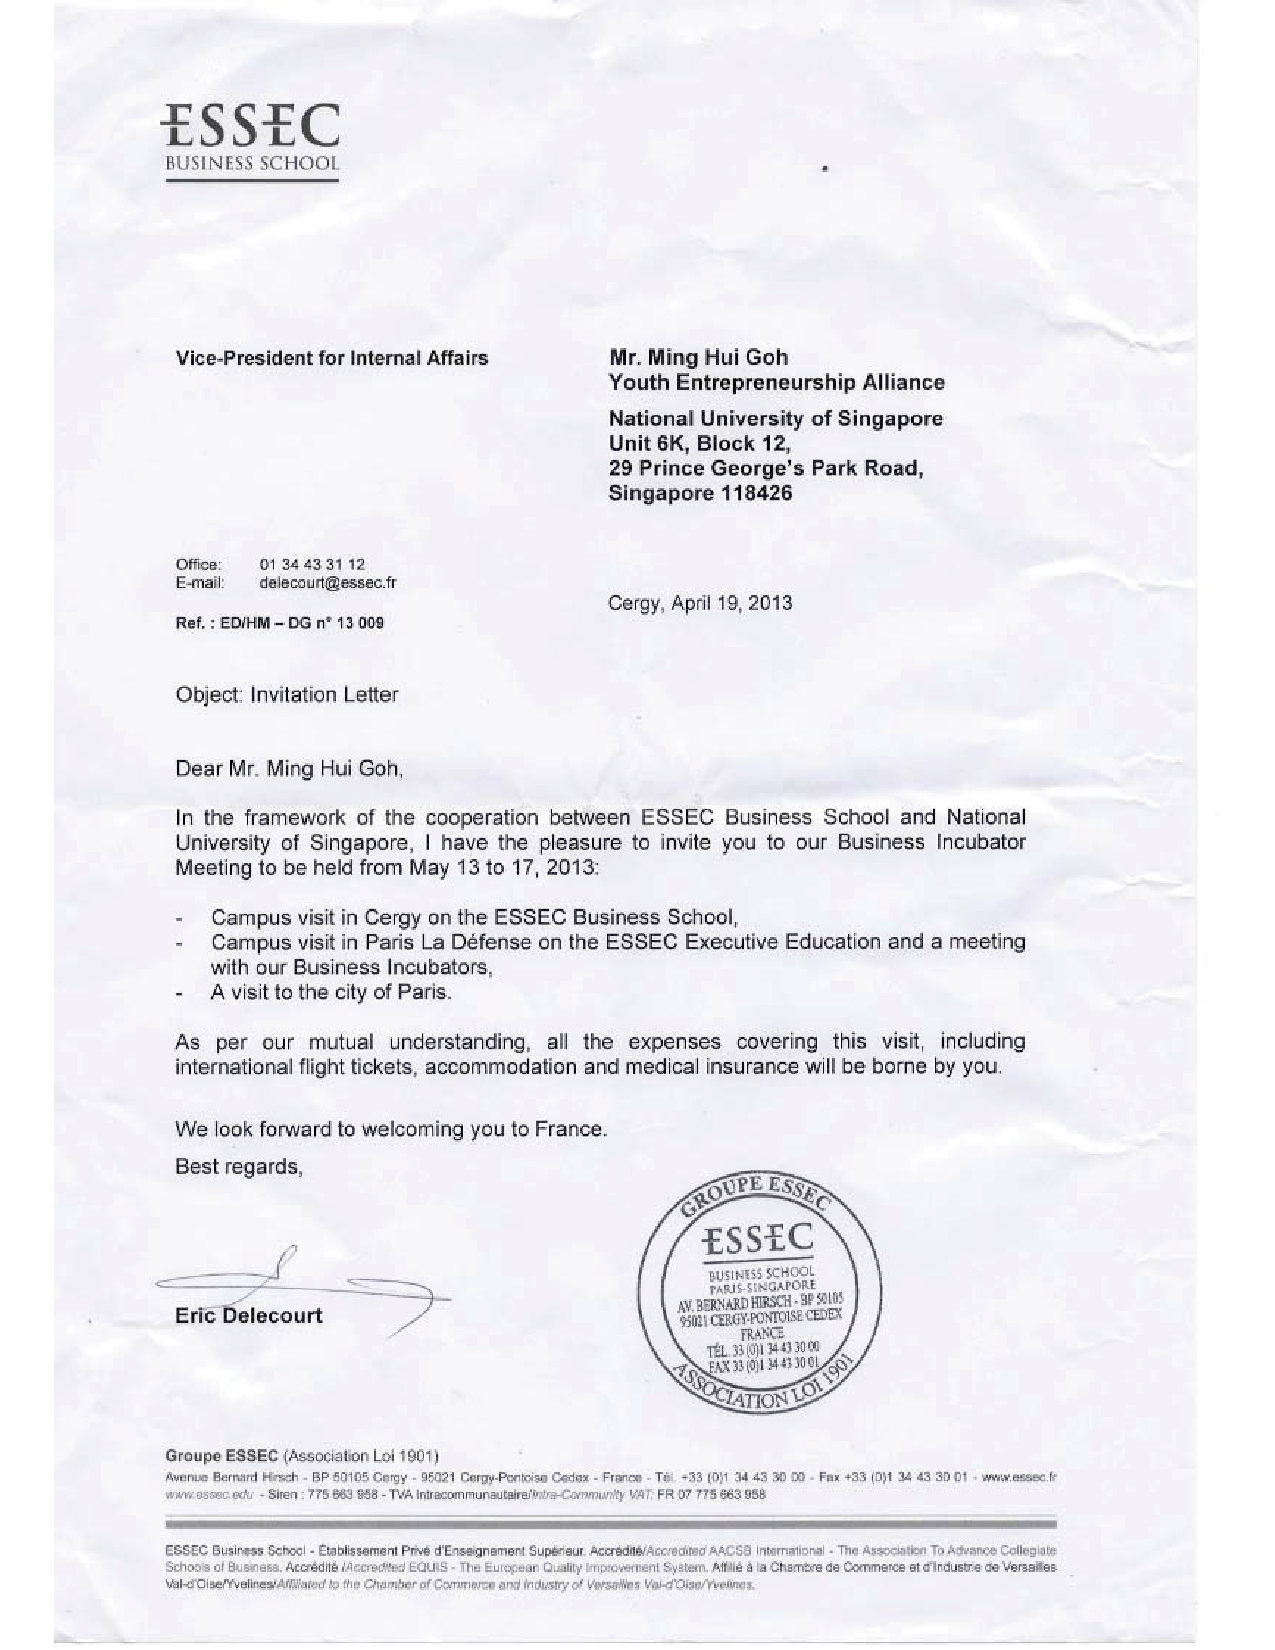 ESSEC
BUSINESS SCHOOL
Vice-President for Internal Affairs
Mr. Ming Hui Goh
Youth Entrepreneurship Alliance
National University of Singapore
Unit 6K, Block 12,
29 Prince George's Park Road,
Singapore 118426
Office: 01 34 43 31 12
E-mail: delecourt@essec.fr
Ref. : ED/HM – DG n° 13 009
Cergy, April 19, 2013
Object: Invitation Letter
Dear Mr. Ming Hui Goh,
In the framework of the cooperation between ESSEC Business School and National
University of Singapore, I have the pleasure to invite you to our Business Incubator
Meeting to be held from May 13 to 17, 2013:
- Campus visit in Cergy on the ESSEC Business School,
- Campus visit in Paris La Défense on the ESSEC Executive Education and a meeting
with our Business Incubators,
- A visit to the city of Paris.
As per our mutual understanding, all the expenses covering this visit, including
international flight tickets, accommodation and medical insurance will be borne by you.
We look forward to welcoming you to France.
Best regards,
Eric Delecourt
GROUPE ESSEC
ESSEC
BUSINESS SCHOOL
PARIS-SINGAPORE
AV. BERNARD HIRSCH - BP 50105
95021 CERGY-PONTOISE CEDEX
FRANCE
TÉL. 33 (0)1 34 43 30 00
FAX 33 (0)1 34 43 30 01
ASSOCIATION LOI 1901
Groupe ESSEC (Association Loi 1901)
Avenue Bernard Hirsch - BP 50105 Cergy - 95021 Cergy-Pontoise Cedex - France - Tél. +33 (0)1 34 43 30 00 - Fax +33 (0)1 34 43 30 01 - www.essec.fr
www.essec.edu - Siren : 775 663 958 - TVA Intracommunautaire/Intra-Community VAT: FR 07 775 663 958
ESSEC Business School - Établissement Privé d'Enseignement Supérieur. Accrédité/Accredited AACSB International - The Association To Advance Collegiate
Schools of Business. Accrédité /Accredited EQUIS - The European Quality Improvement System. Affilié à la Chambre de Commerce et d'Industrie de Versailles
Val-d'Oise/Yvelines/Affiliated to the Chamber of Commerce and Industry of Versailles Val-d'Oise/Yvelines.